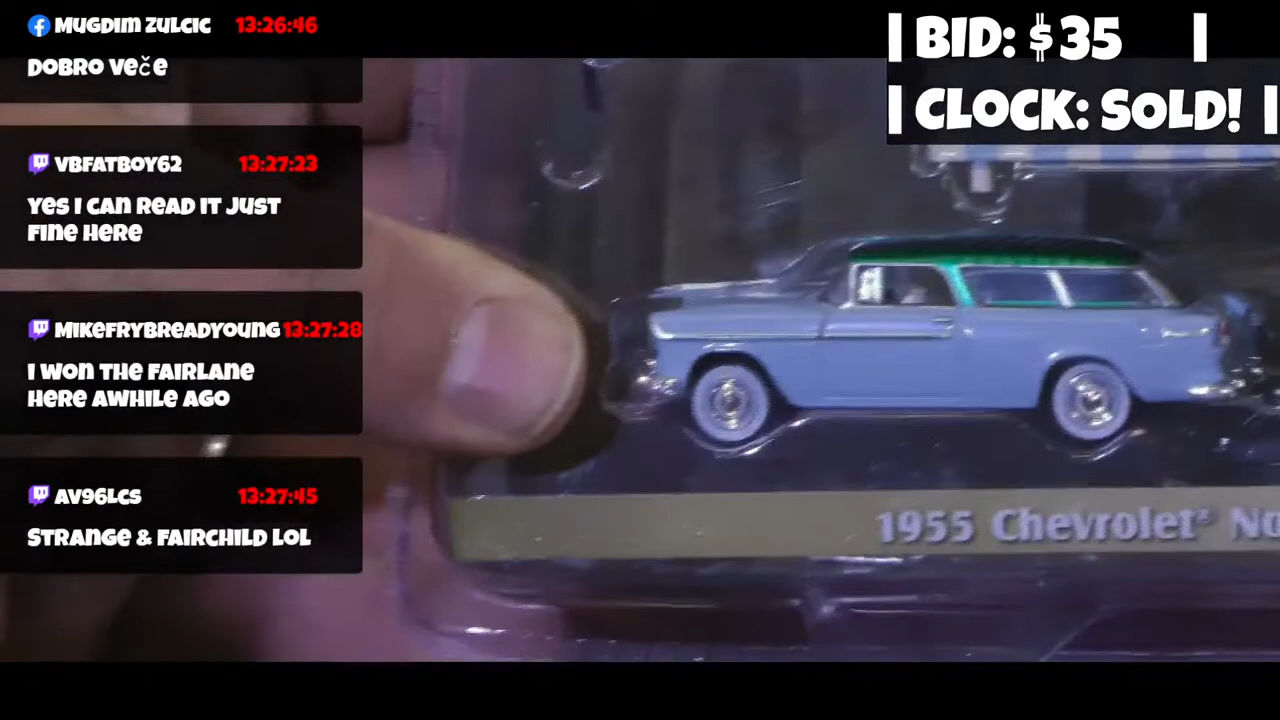 Mugdim Zulcic 13:26:46
Dobro veče
VBFATBOY62 13:27:23
Yes I can read it just
fine here
Mikefrybreadyoung 13:27:28
I won the Fairlane
here awhile ago
AV96LCS 13:27:45
Strange & Fairchild lol
| BID: $35 |
| CLOCK: SOLD! |
1955 Chevrolet® No